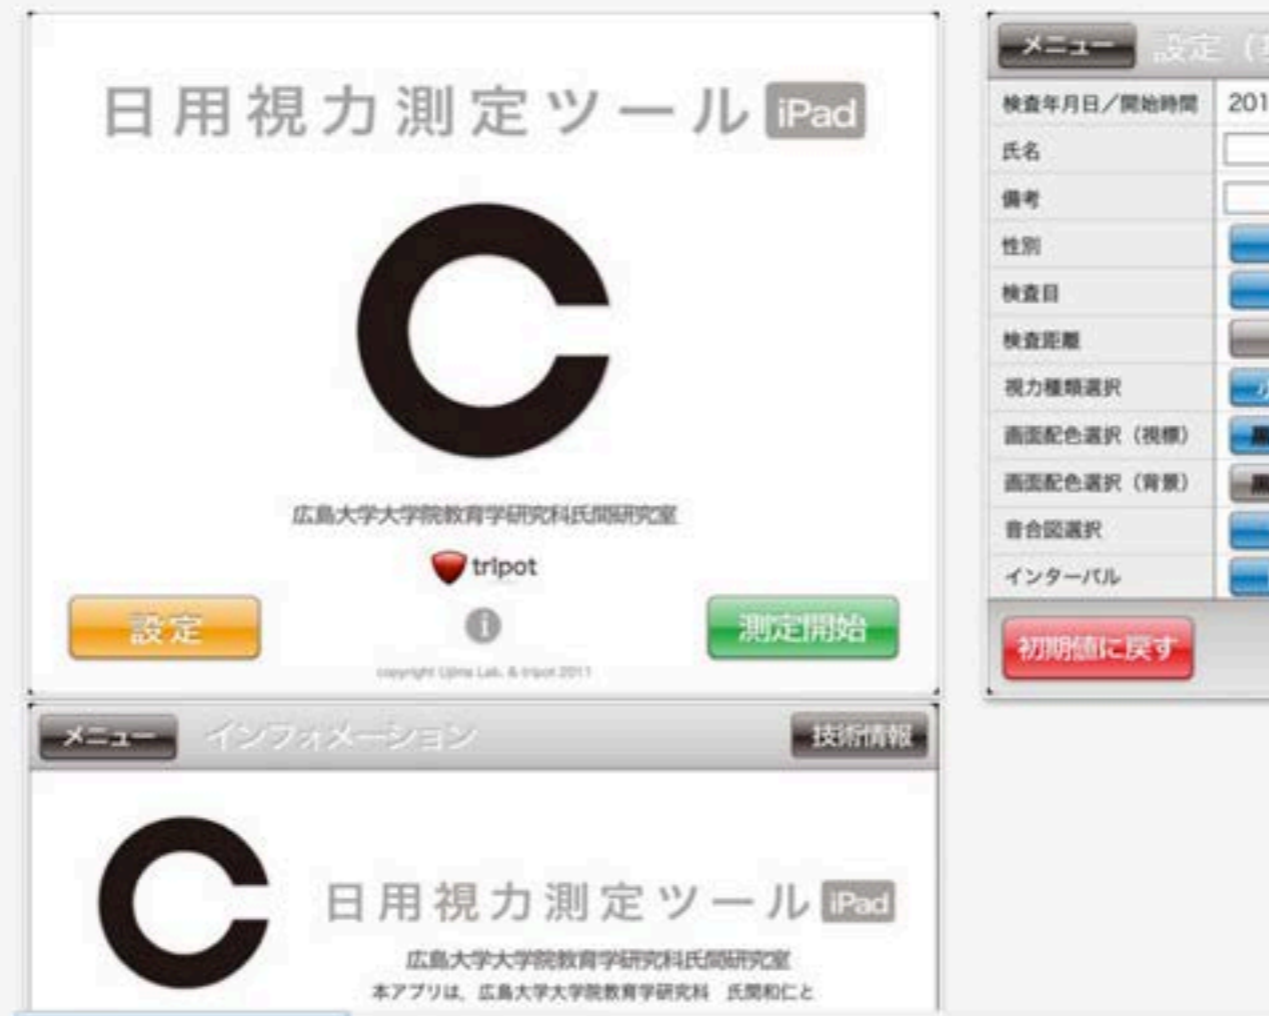 日用視力測定ツール iPad
広島大学大学院教育学研究科氏間研究室
tripot
設定
測定開始
copyright Ujima Lab. & tripot 2011
メニュー
インフォメーション
技術情報
日用視力測定ツール iPad
広島大学大学院教育学研究科氏間研究室
本アプリは、広島大学大学院教育学研究科 氏間和仁と
メニュー
設定
検査年月日/開始時間 201
氏名
備考
性別
検査目
検査距離
視力種類選択
画面配色選択(視標)
画面配色選択(背景)
音合図選択
インターバル
初期値に戻す